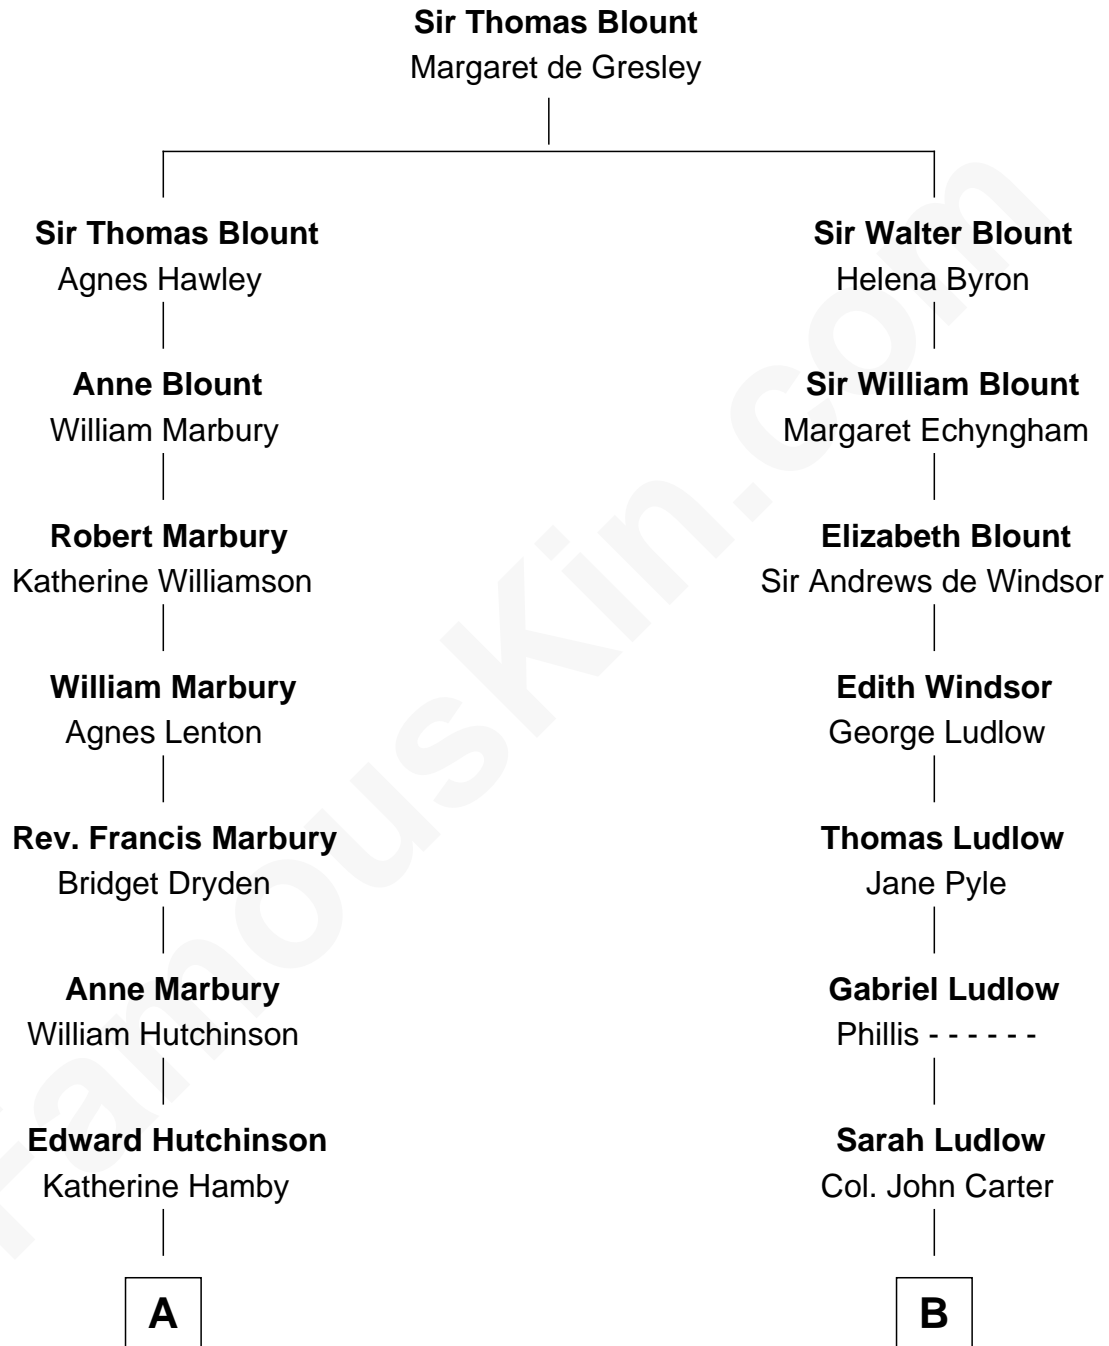 Sir Thomas Blount
Margaret de Gresley
Sir Thomas Blount
Agnes Hawley
Anne Blount
William Marbury
Robert Marbury
Katherine Williamson
William Marbury
Agnes Lenton
Rev. Francis Marbury
Bridget Dryden
Anne Marbury
William Hutchinson
Edward Hutchinson
Katherine Hamby
A
Sir Walter Blount
Helena Byron
Sir William Blount
Margaret Echyngham
Elizabeth Blount
Sir Andrews de Windsor
Edith Windsor
George Ludlow
Thomas Ludlow
Jane Pyle
Gabriel Ludlow
Phillis - - - - - -
Sarah Ludlow
Col. John Carter
B
FamousKin.com